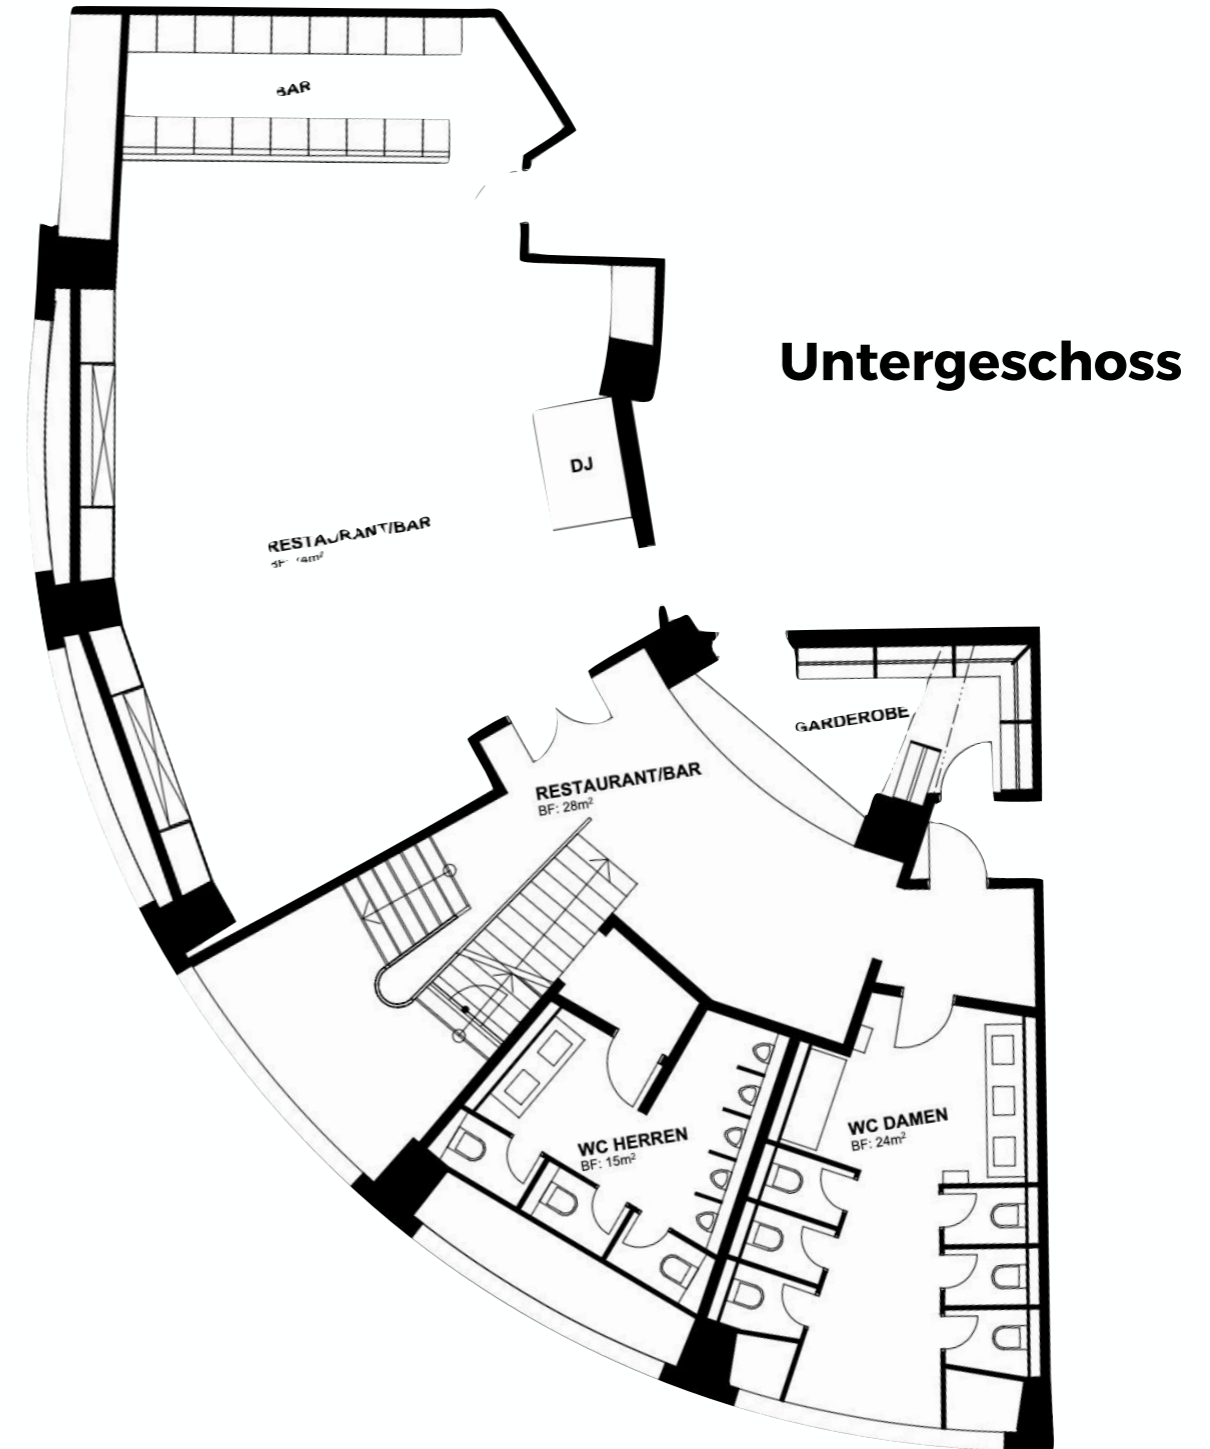 BAR
Untergeschoss
DJ
RESTAURANT/BAR
GARDEROBE
RESTAURANT/BAR
BF: 28m²
WC HERREN
BF: 15m²
WC DAMEN
BF: 24m²